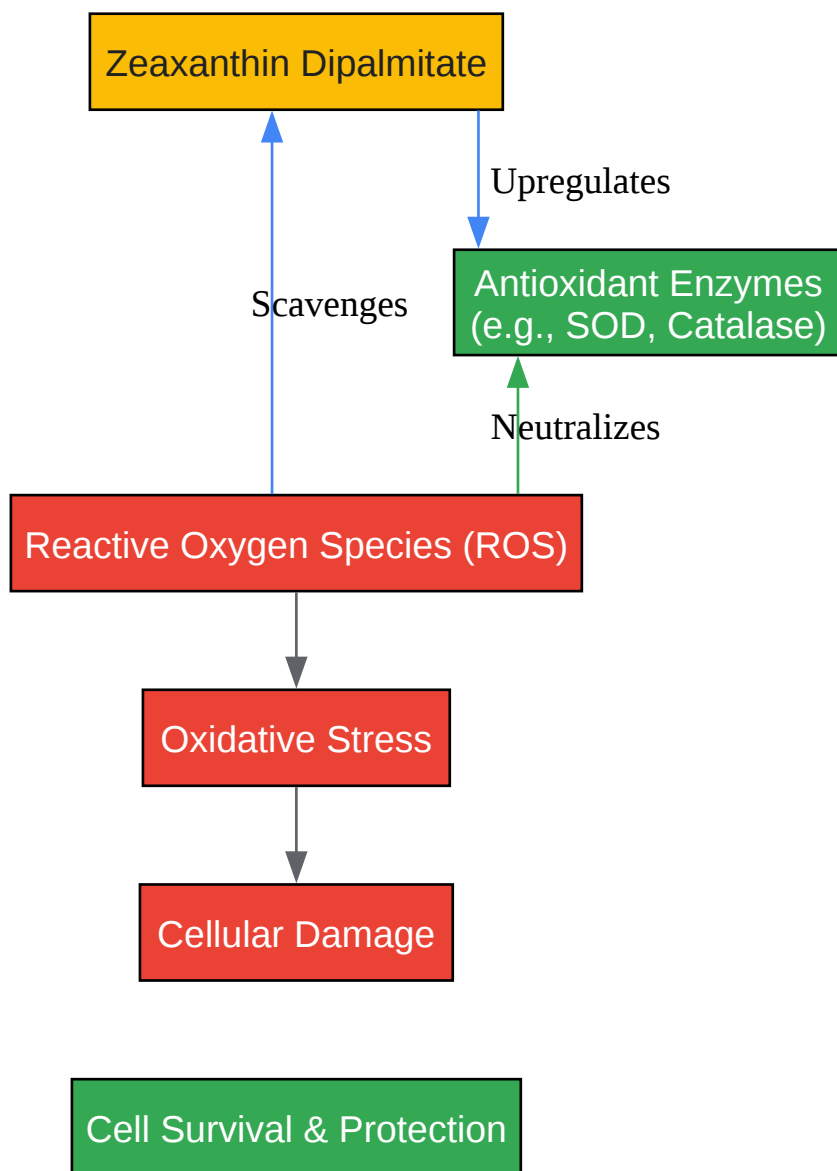 Zeaxanthin Dipalmitate
Upregulates
Antioxidant Enzymes
(e.g., SOD, Catalase)
Scavenges
Neutralizes
Reactive Oxygen Species (ROS)
Oxidative Stress
Cellular Damage
Cell Survival & Protection